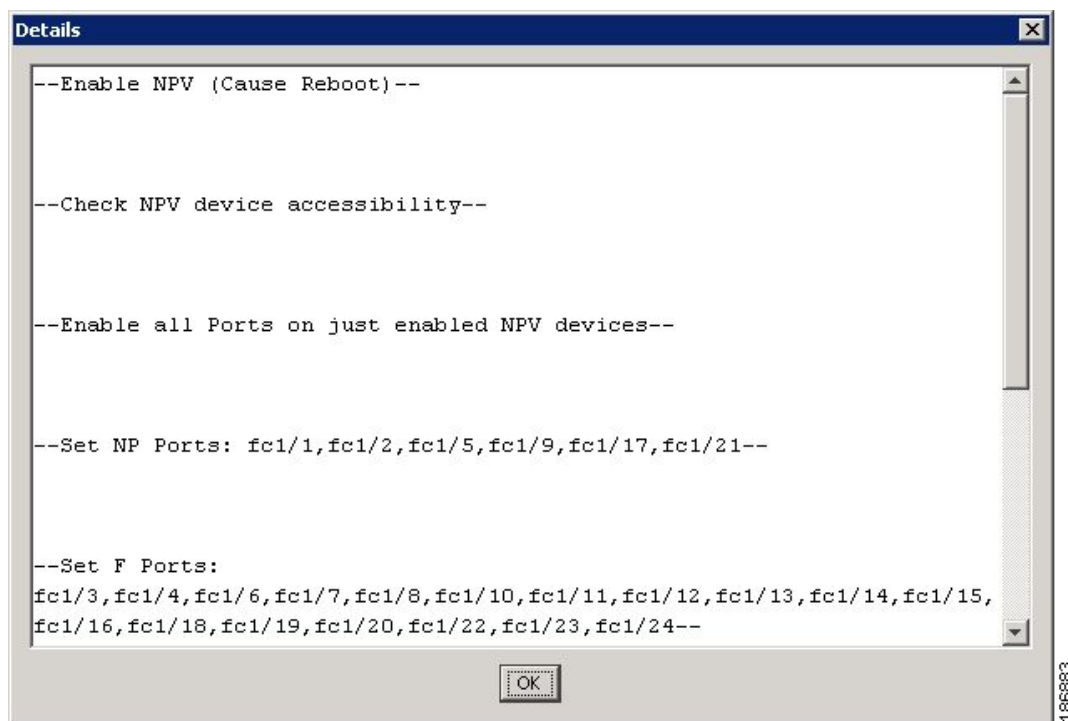 Details
--Enable NPV (Cause Reboot)--
--Check NPV device accessibility--
--Enable all Ports on just enabled NPV devices--
--Set NP Ports: fc1/1,fc1/2,fc1/5,fc1/9,fc1/17,fc1/21--
--Set F Ports:
fc1/3,fc1/4,fc1/6,fc1/7,fc1/8,fc1/10,fc1/11,fc1/12,fc1/13,fc1/14,fc1/15,
fc1/16,fc1/18,fc1/19,fc1/20,fc1/22,fc1/23,fc1/24--
OK
186883